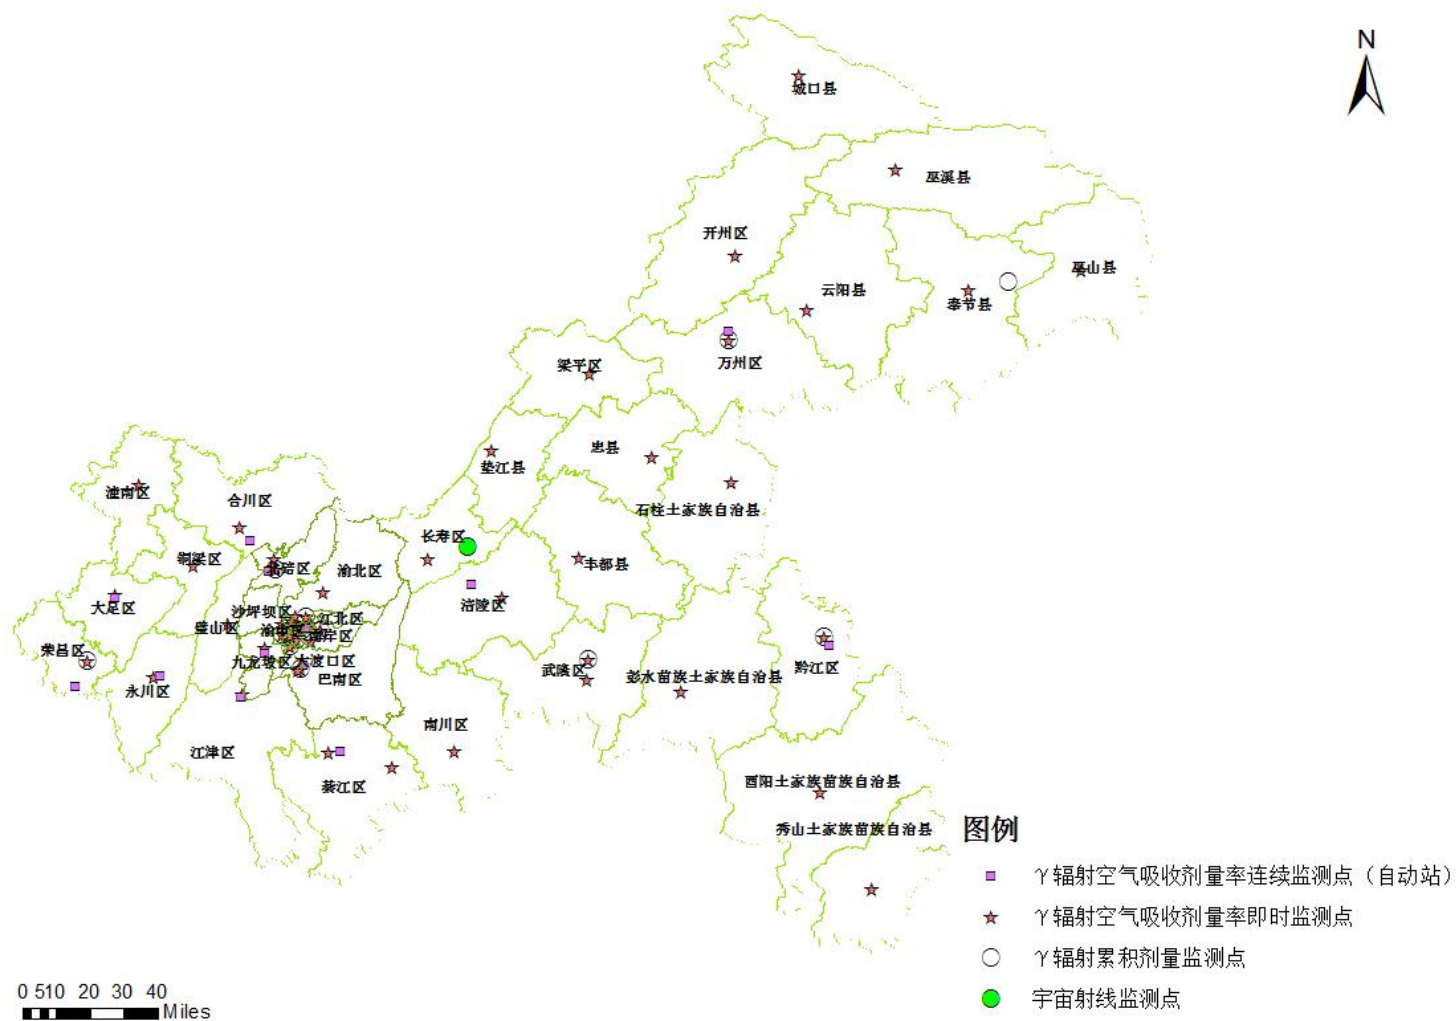 N
城口县
巫溪县
开州区
巫山县
云阳县
奉节县
梁平区
万州区
忠县
垫江县
潼南区
合川区
石柱土家族自治县
长寿区
铜梁区
北碚区
渝北区
丰都县
大足区
沙坪坝区
江北区
涪陵区
璧山区
渝中区
南岸区
荣昌区
九龙坡区
大渡口区
武隆区
彭水苗族土家族自治县
黔江区
永川区
巴南区
南川区
江津区
綦江区
酉阳土家族苗族自治县
秀山土家族苗族自治县
图例
γ辐射空气吸收剂量率连续监测点（自动站）
γ辐射空气吸收剂量率即时监测点
γ辐射累积剂量监测点
宇宙射线监测点
0 510 20 30 40
Miles